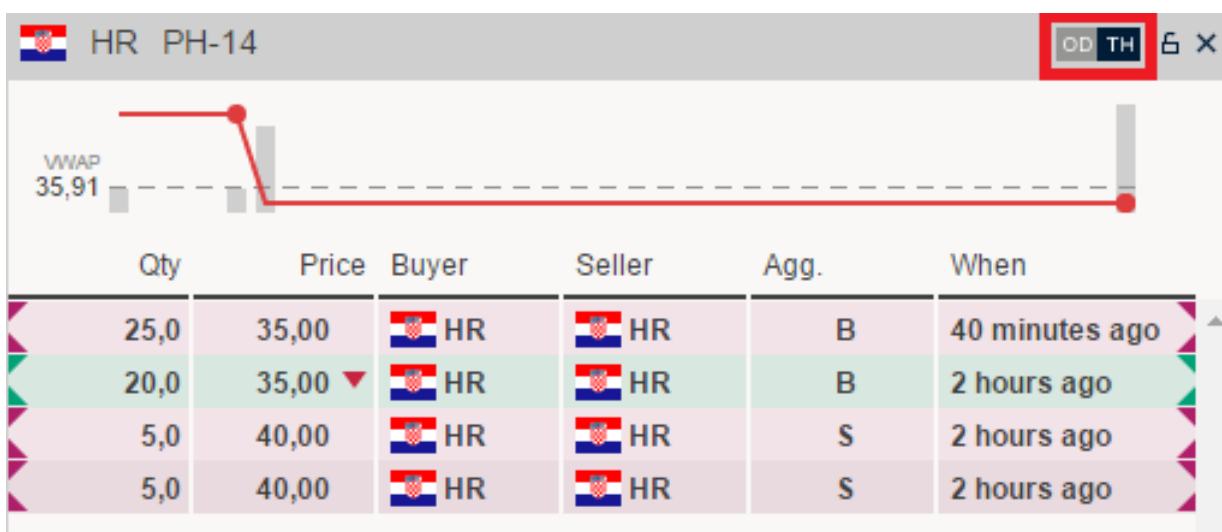 HR PH-14 OD TH
VWAP
35,91
Qty Price Buyer Seller Agg. When
25,0 35,00 HR HR B 40 minutes ago
20,0 35,00 HR HR B 2 hours ago
5,0 40,00 HR HR S 2 hours ago
5,0 40,00 HR HR S 2 hours ago